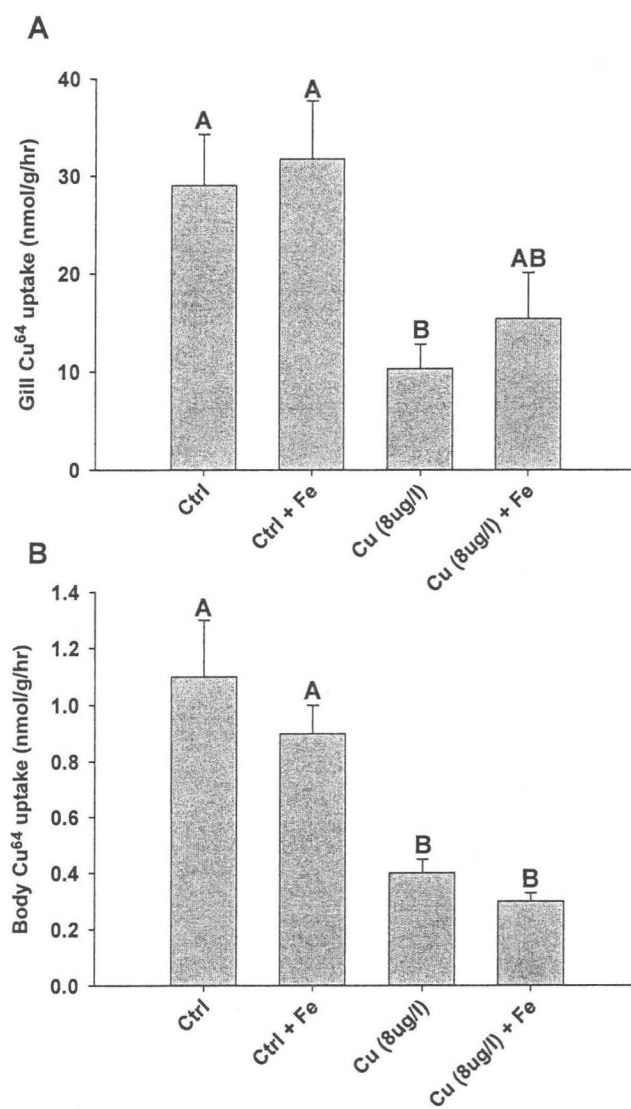 A
Gill Cu64 uptake (nmol/g/hr)
40
30
20
10
0
A
A
B
AB
Ctrl
Ctrl + Fe
Cu (8ug/l)
Cu (8ug/l) + Fe
B
Body Cu64 uptake (nmol/g/hr)
1.4
1.2
1.0
0.8
0.6
0.4
0.2
0.0
A
A
B
B
Ctrl
Ctrl + Fe
Cu (8ug/l)
Cu (8ug/l) + Fe